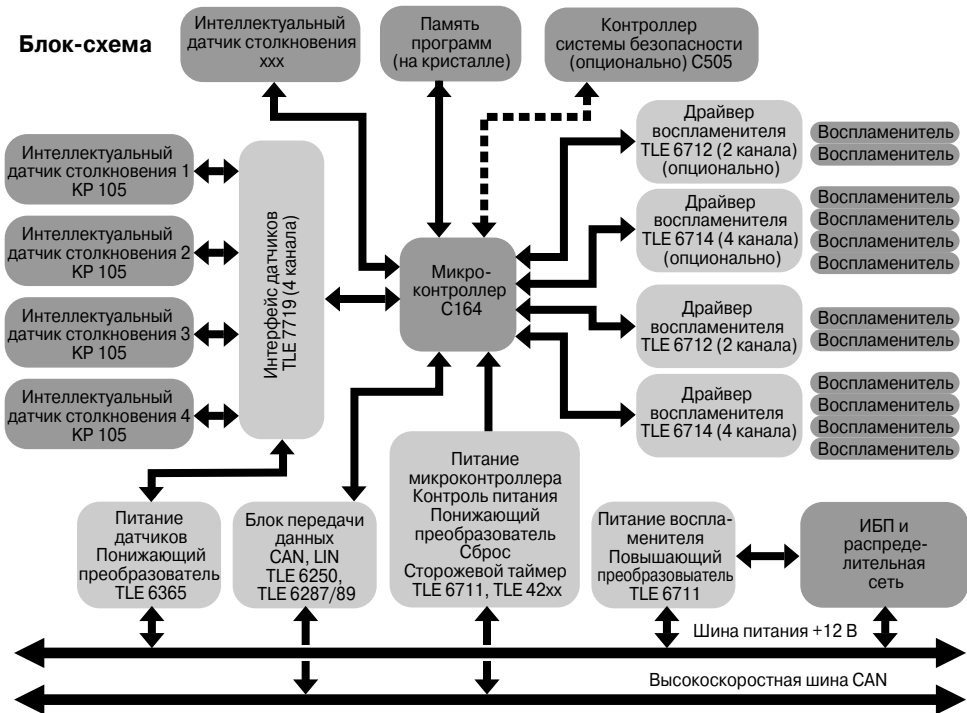 Блок-схема
Интеллектуальный
датчик столкновения
xxx
Память
программ
(на кристалле)
Контроллер
системы безопасности
(опционально) C505
Интеллектуальный
датчик столкновения 1
KP 105
Интеллектуальный
датчик столкновения 2
KP 105
Интеллектуальный
датчик столкновения 3
KP 105
Интеллектуальный
датчик столкновения 4
KP 105
Интерфейс датчиков
TLE 7719 (4 канала)
Микро-
контроллер
C164
Драйвер
воспламенителя
TLE 6712 (2 канала)
(опционально)
Воспламенитель
Воспламенитель
Драйвер
воспламенителя
TLE 6714 (4 канала)
(опционально)
Воспламенитель
Воспламенитель
Воспламенитель
Воспламенитель
Драйвер
воспламенителя
TLE 6712 (2 канала)
Воспламенитель
Воспламенитель
Драйвер
воспламенителя
TLE 6714 (4 канала)
Воспламенитель
Воспламенитель
Воспламенитель
Воспламенитель
Питание
датчиков
Понижающий
преобразователь
TLE 6365
Блок передачи
данных
CAN, LIN
TLE 6250,
TLE 6287/89
Питание
микроконтроллера
Контроль питания
Понижающий
преобразователь
Сброс
Сторожевой таймер
TLE 6711, TLE 42xx
Питание воспла-
менителя
Повышающий
преобразовыатель
TLE 6711
ИБП и
распреде-
лительная
сеть
Шина питания +12 В
Высокоскоростная шина CAN